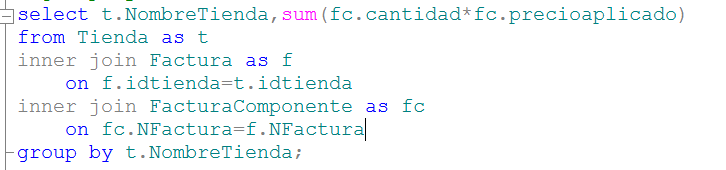 select t.NombreTienda,sum(fc.cantidad*fc.precioaplicado)
from Tienda as t
inner join Factura as f
on f.idtienda=t.idtienda
inner join FacturaComponente as fc
on fc.NFactura=f.NFactura
group by t.NombreTienda;